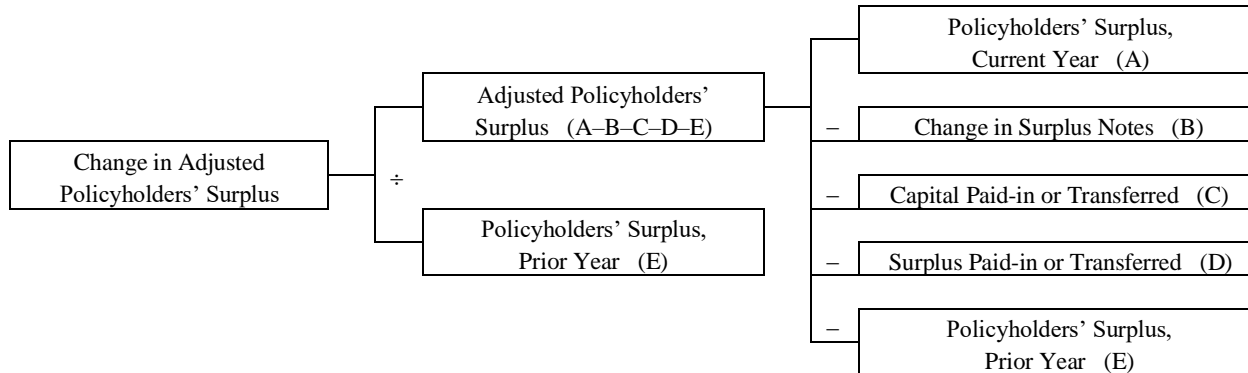 Policyholders’ Surplus,
Current Year (A)
Adjusted Policyholders’
Surplus (A–B–C–D–E)
– Change in Surplus Notes (B)
Change in Adjusted
Policyholders’ Surplus
÷
– Capital Paid-in or Transferred (C)
Policyholders’ Surplus,
Prior Year (E)
– Surplus Paid-in or Transferred (D)
– Policyholders’ Surplus,
Prior Year (E)